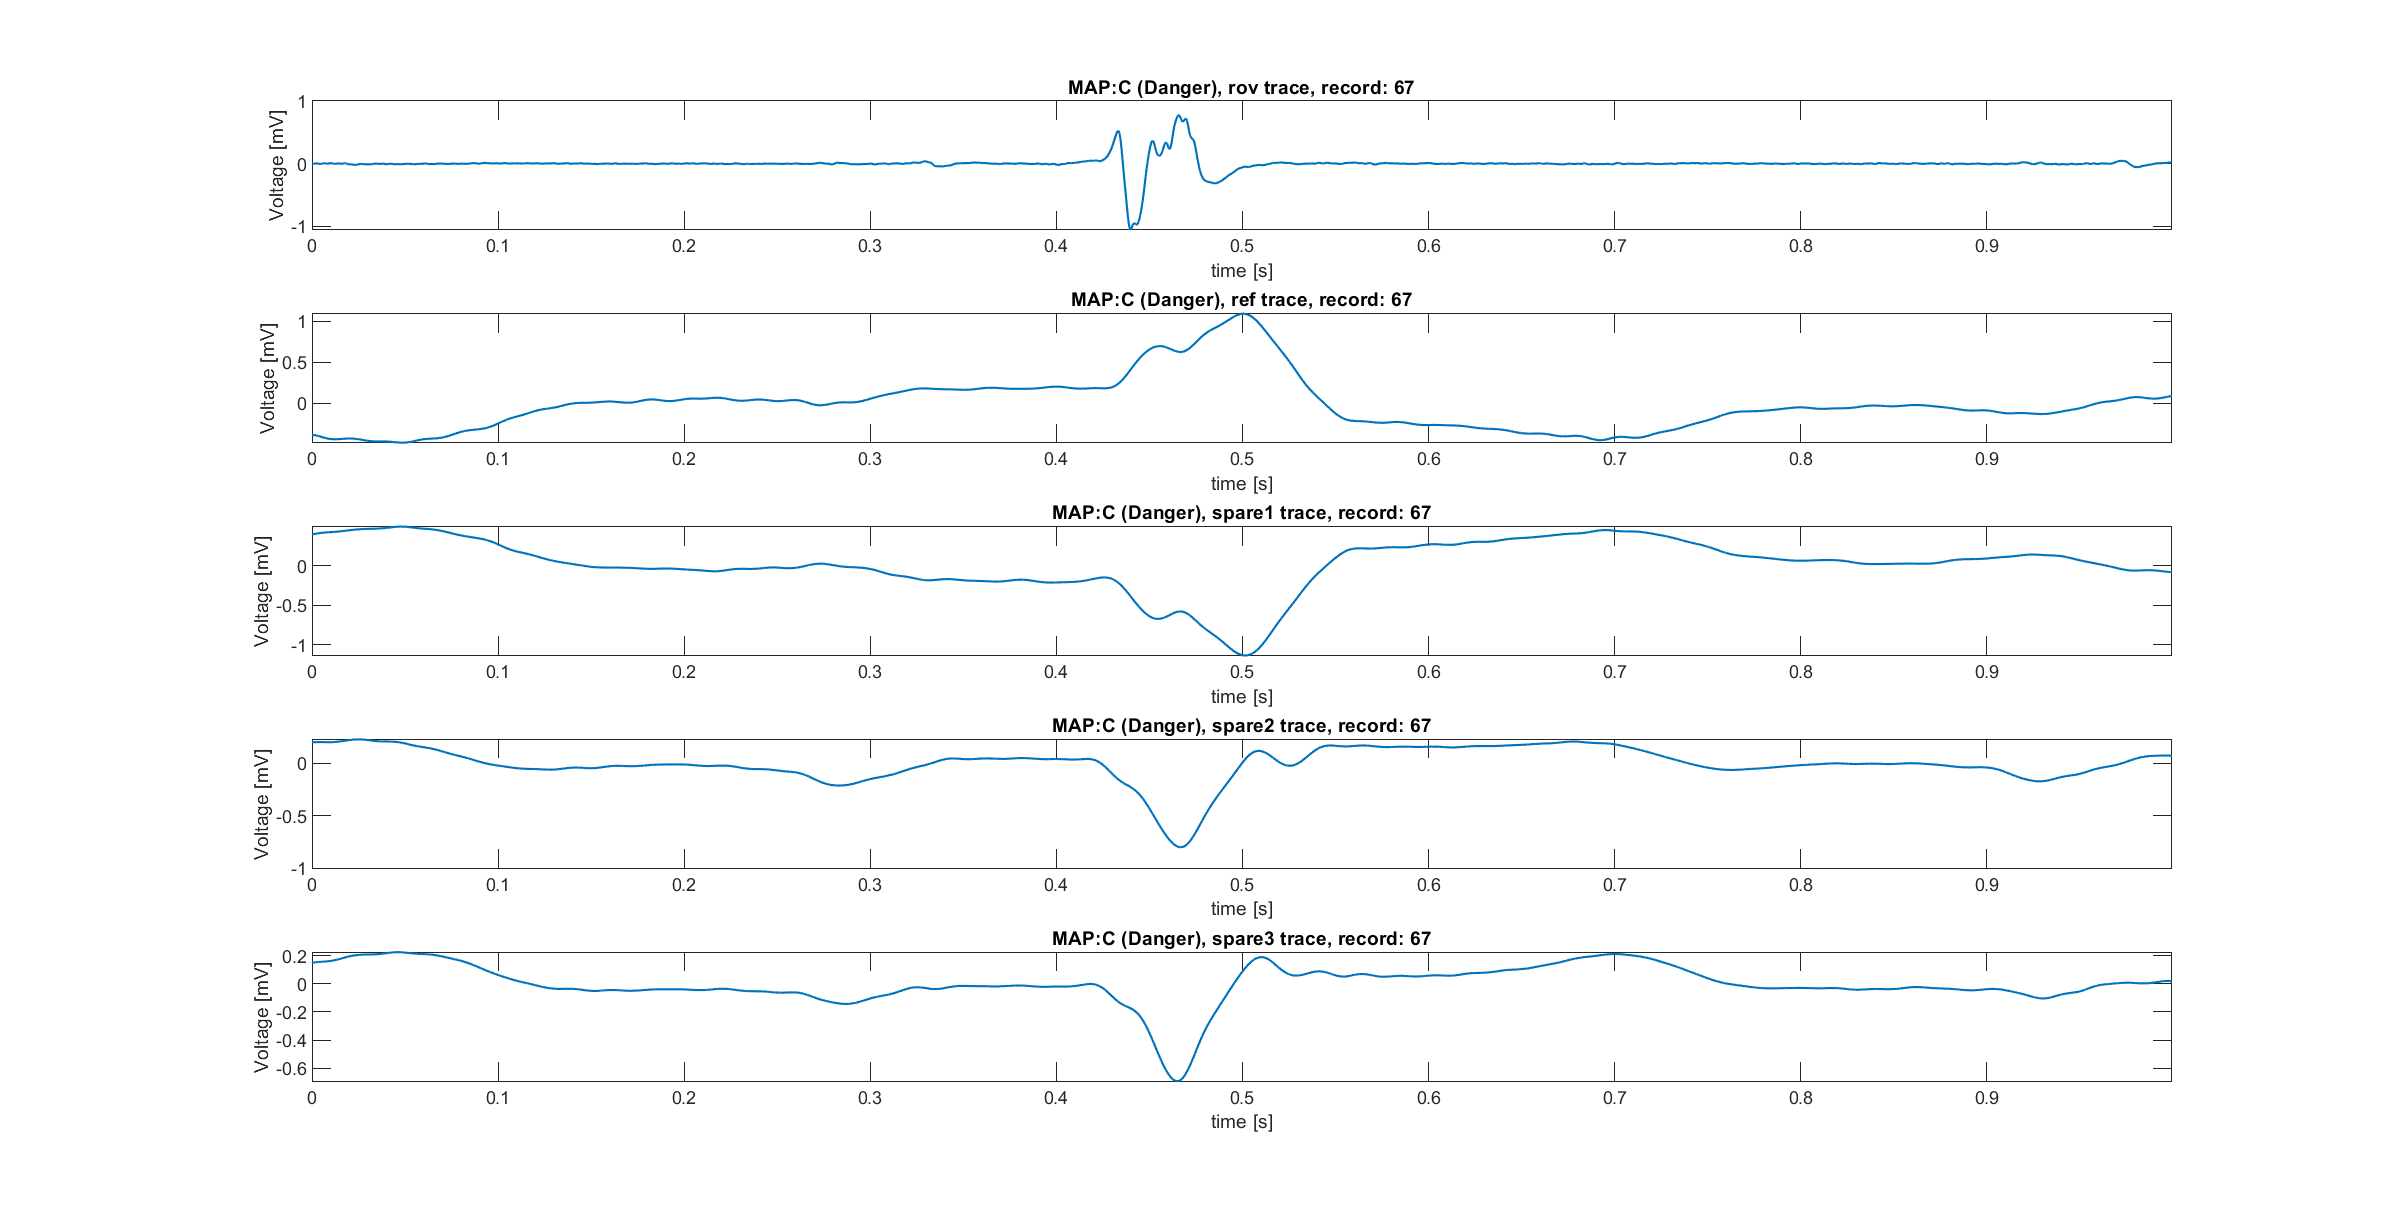 MAP:C (Danger), rov trace, record: 67
Voltage [mV]
1
0
-1
0 0.1 0.2 0.3 0.4 0.5 0.6 0.7 0.8 0.9
time [s]
MAP:C (Danger), ref trace, record: 67
Voltage [mV]
1
0.5
0
0 0.1 0.2 0.3 0.4 0.5 0.6 0.7 0.8 0.9
time [s]
MAP:C (Danger), spare1 trace, record: 67
Voltage [mV]
0
-0.5
-1
0 0.1 0.2 0.3 0.4 0.5 0.6 0.7 0.8 0.9
time [s]
MAP:C (Danger), spare2 trace, record: 67
Voltage [mV]
0
-0.5
-1
0 0.1 0.2 0.3 0.4 0.5 0.6 0.7 0.8 0.9
time [s]
MAP:C (Danger), spare3 trace, record: 67
Voltage [mV]
0.2
0
-0.2
-0.4
-0.6
0 0.1 0.2 0.3 0.4 0.5 0.6 0.7 0.8 0.9
time [s]